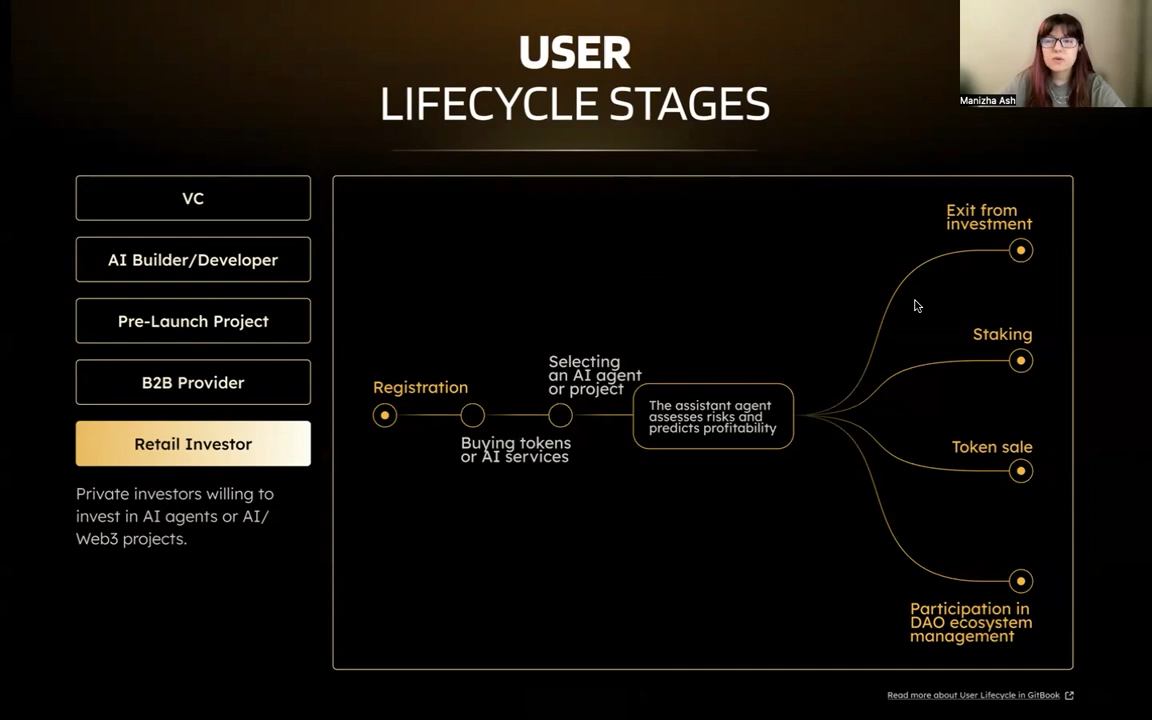 USER
LIFECYCLE STAGES
Manizha Ash
VC
AI Builder/Developer
Pre-Launch Project
B2B Provider
Retail Investor
Private investors willing to
invest in AI agents or AI/
Web3 projects.
Registration
Buying tokens
or AI services
Selecting
an AI agent
or project
The assistant agent
assesses risks and
predicts profitability
Exit from
investment
Staking
Token sale
Participation in
DAO ecosystem
management
Read more about User Lifecycle in GitBook